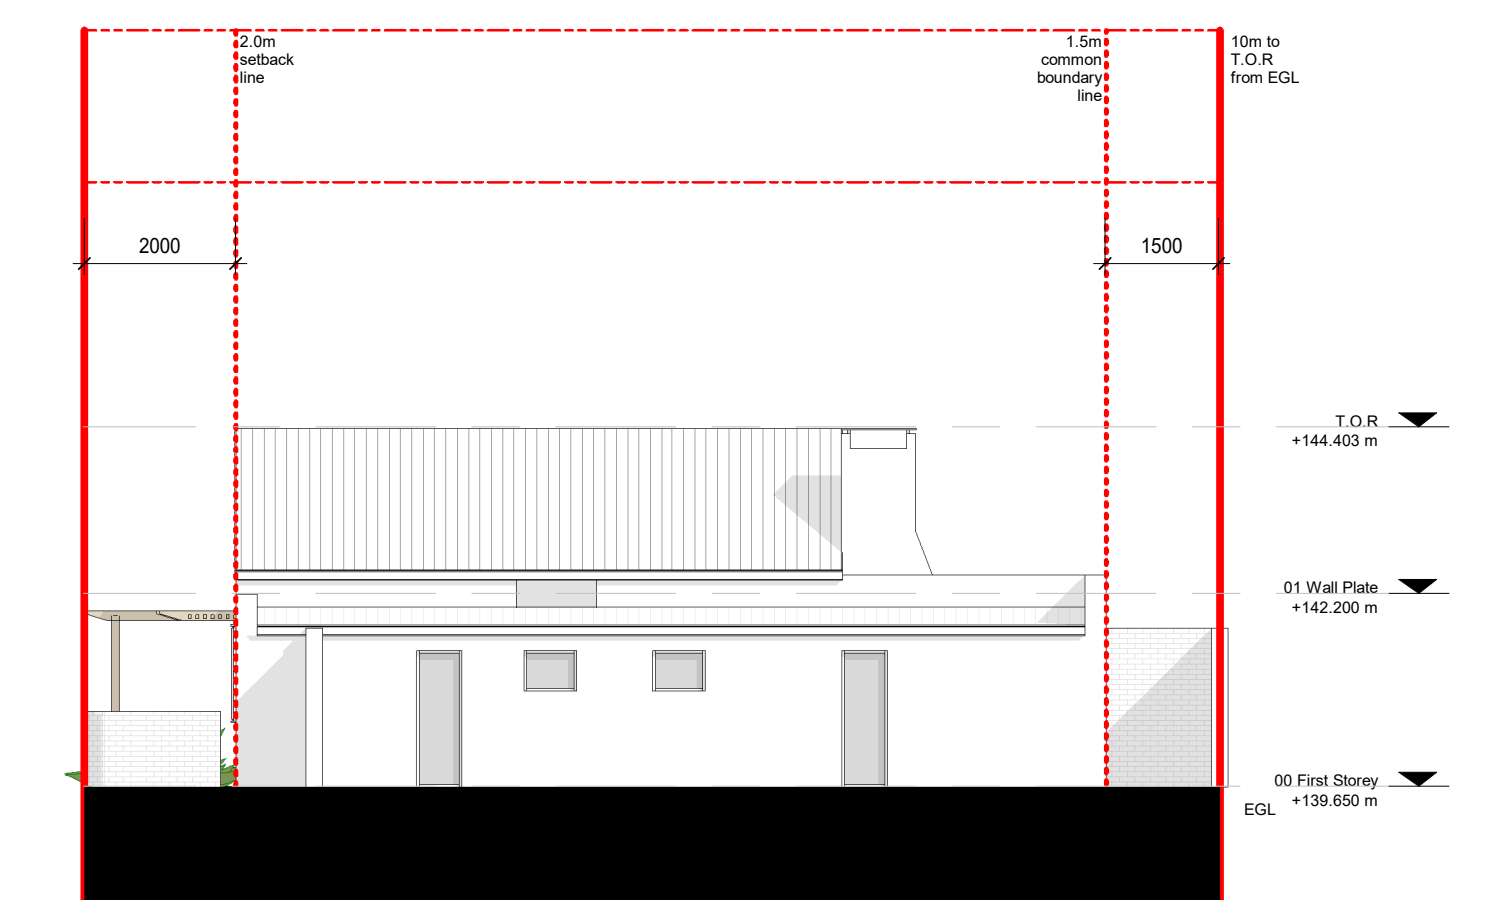 2.0m
setback
line
1.5m
common
boundary
line
10m to
T.O.R
from EGL
2000
1500
T.O.R
+144.403 m
01 Wall Plate
+142.200 m
00 First Storey
+139.650 m
EGL